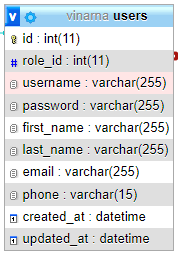 v vinama users
id : int(11)
# role_id : int(11)
username : varchar(255)
password : varchar(255)
first_name : varchar(255)
last_name : varchar(255)
email : varchar(255)
phone : varchar(15)
created_at : datetime
updated_at : datetime